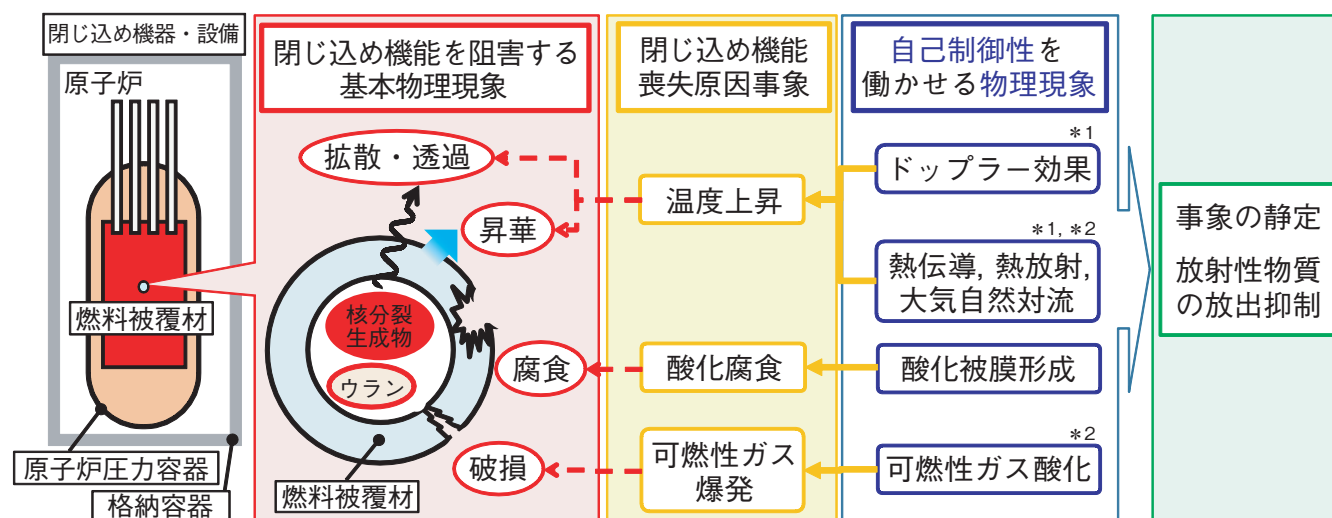 閉じ込め機器・設備
原子炉
燃料被覆材
原子炉圧力容器
格納容器
閉じ込め機能を阻害する
基本物理現象
拡散・透過
昇華
核分裂
生成物
ウラン
腐食
破損
燃料被覆材
閉じ込め機能
喪失原因事象
温度上昇
酸化腐食
可燃性ガス
爆発
自己制御性を
働かせる物理現象
*1
ドップラー効果
*1, *2
熱伝導, 熱放射,
大気自然対流
酸化被膜形成
*2
可燃性ガス酸化
事象の静定
放射性物質
の放出抑制